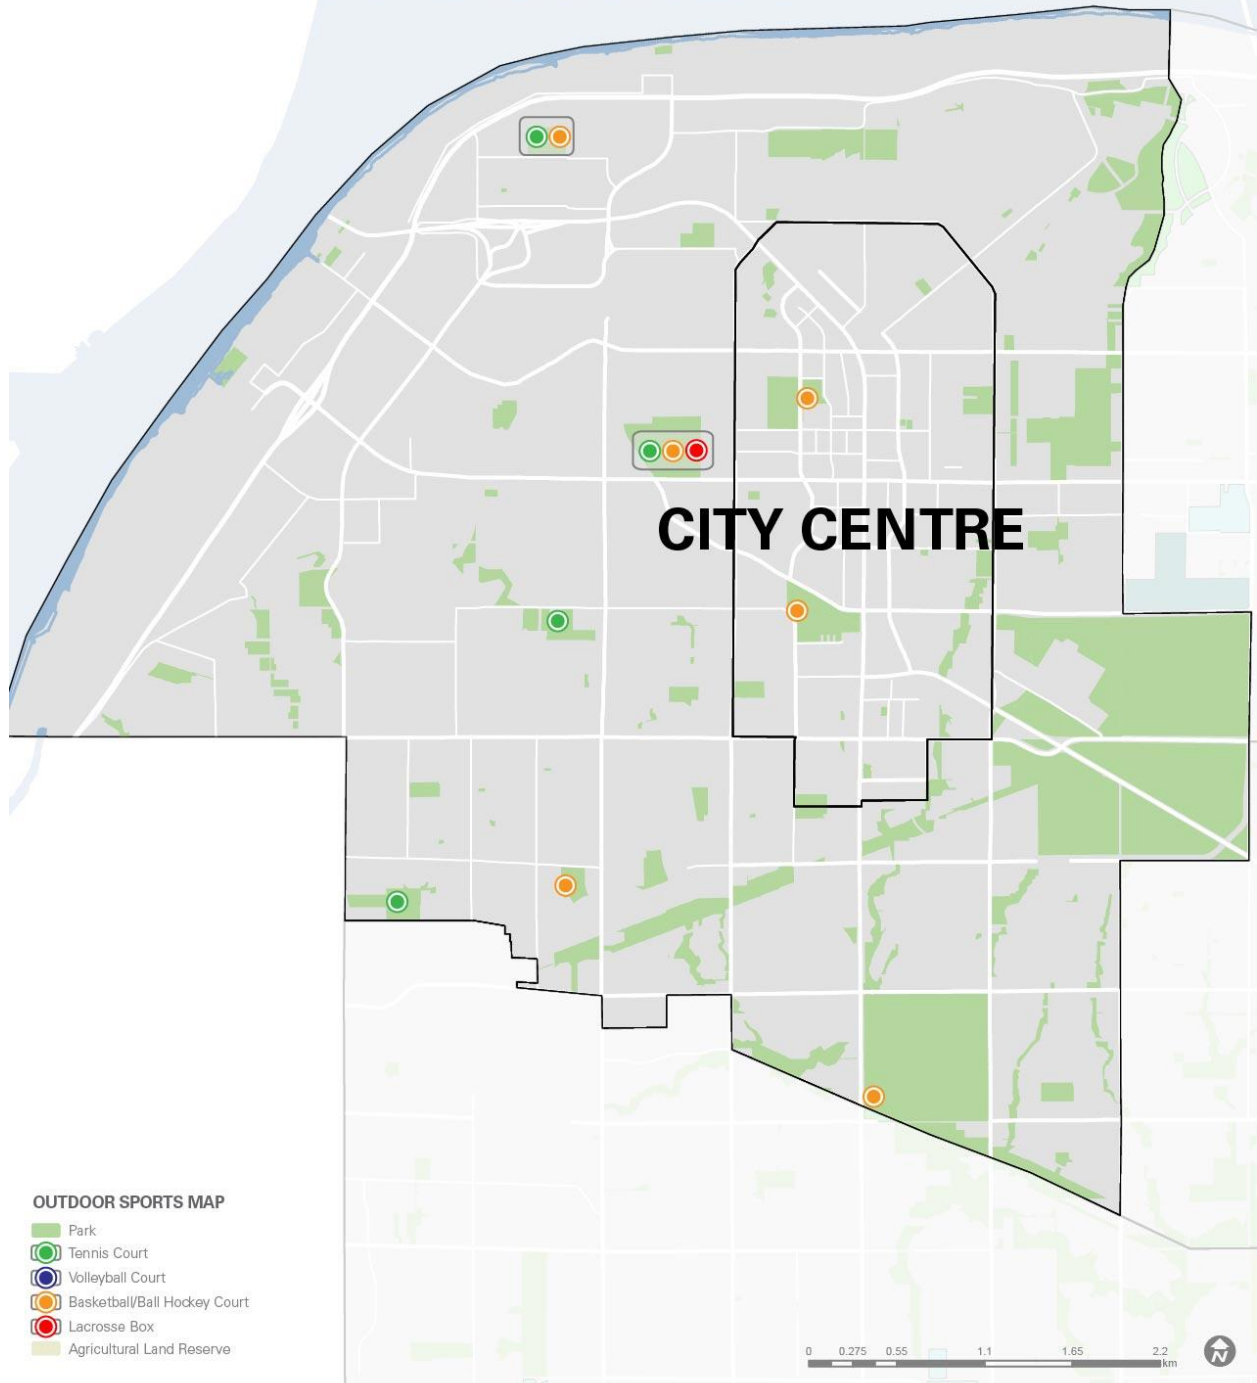 CITY CENTRE
OUTDOOR SPORTS MAP
Park
Tennis Court
Volleyball Court
Basketball/Ball Hockey Court
Lacrosse Box
Agricultural Land Reserve
0 0.275 0.55 1.1 1.65 2.2
km
N